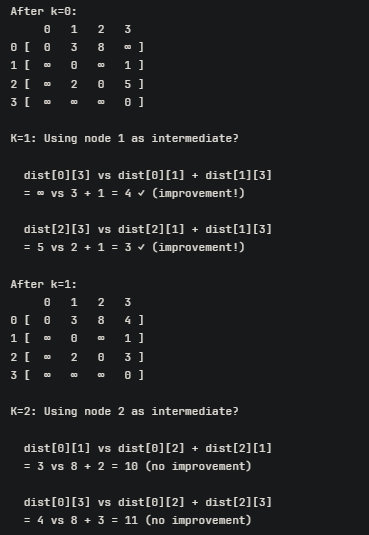 After k=0:
      0   1   2   3
0 [   0   3   8   ∞ ]
1 [   ∞   0   ∞   1 ]
2 [   ∞   2   0   5 ]
3 [   ∞   ∞   ∞   0 ]
K=1: Using node 1 as intermediate?
  dist[0][3] vs dist[0][1] + dist[1][3]
  = ∞ vs 3 + 1 = 4 ✓ (improvement!)
  dist[2][3] vs dist[2][1] + dist[1][3]
  = 5 vs 2 + 1 = 3 ✓ (improvement!)
After k=1:
      0   1   2   3
0 [   0   3   8   4 ]
1 [   ∞   0   ∞   1 ]
2 [   ∞   2   0   3 ]
3 [   ∞   ∞   ∞   0 ]
K=2: Using node 2 as intermediate?
  dist[0][1] vs dist[0][2] + dist[2][1]
  = 3 vs 8 + 2 = 10 (no improvement)
  dist[0][3] vs dist[0][2] + dist[2][3]
  = 4 vs 8 + 3 = 11 (no improvement)